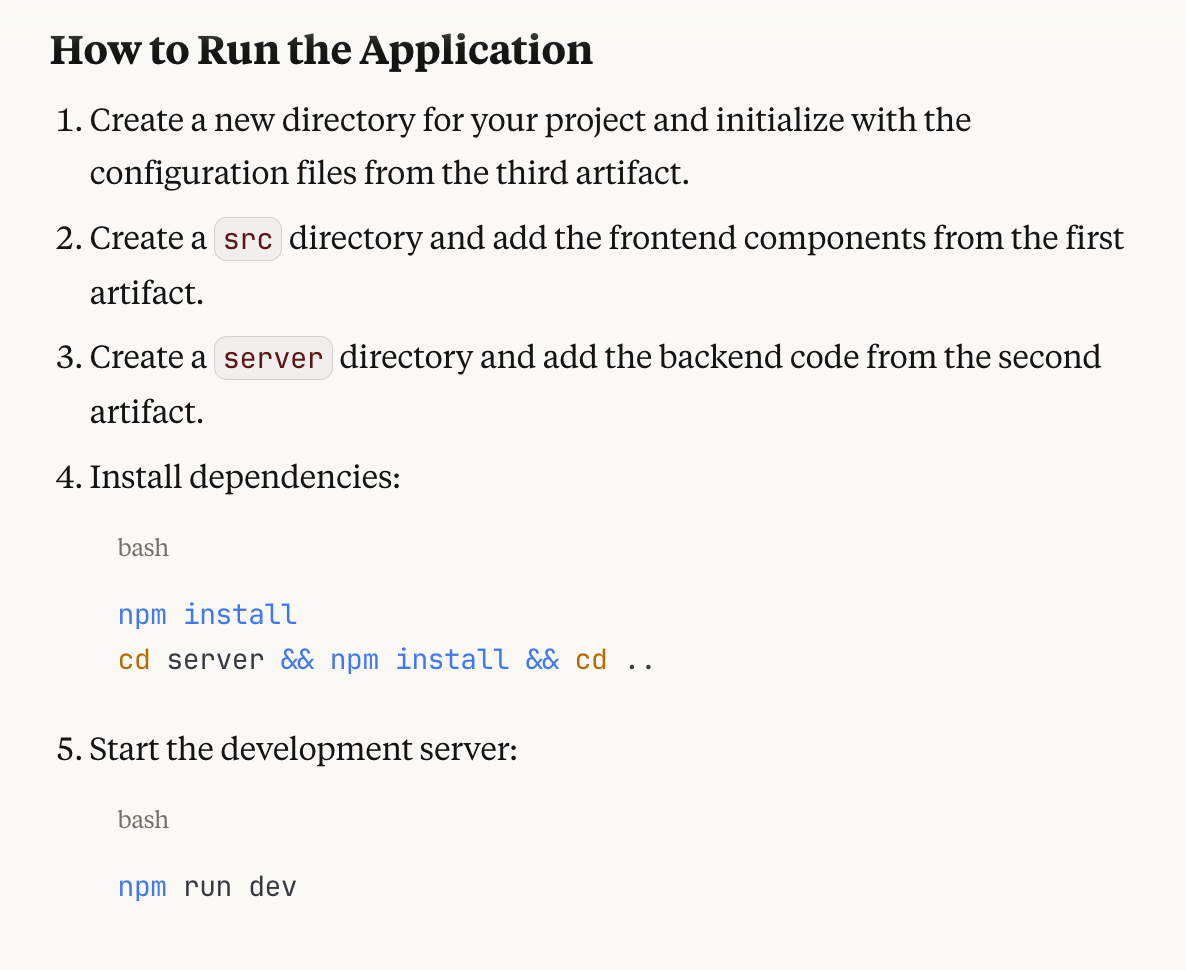 How to Run the Application
1. Create a new directory for your project and initialize with the
configuration files from the third artifact.
2. Create a src directory and add the frontend components from the first
artifact.
3. Create a server directory and add the backend code from the second
artifact.
4. Install dependencies:
bash
npm install
cd server && npm install && cd ..
5. Start the development server:
bash
npm run dev